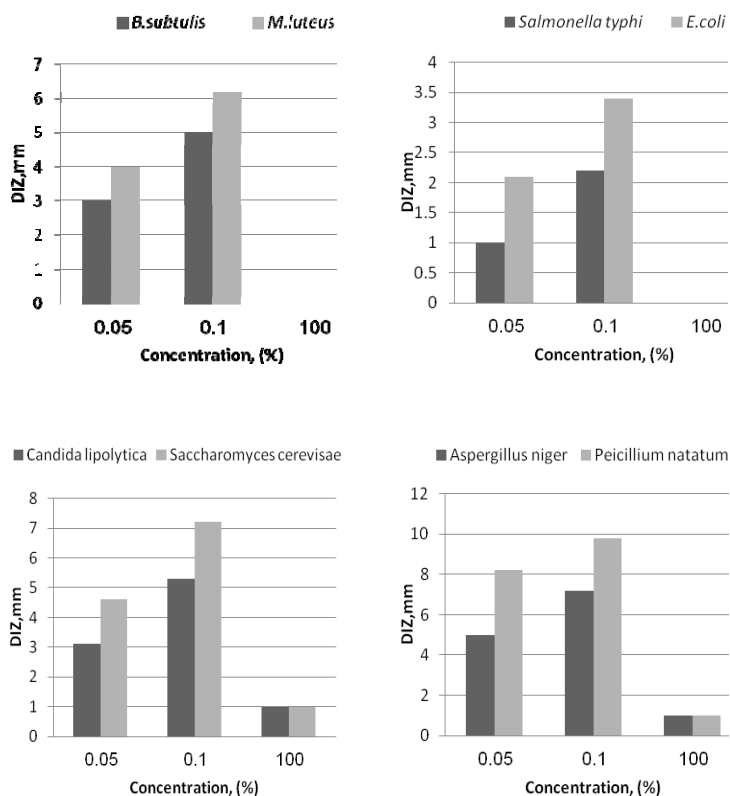 B.subtulis M.luteus
DIZ,mm
7
6
5
4
3
2
1
0
0.05 0.1 100
Concentration, (%)
Salmonella typhi E.coli
DIZ,mm
4
3.5
3
2.5
2
1.5
1
0.5
0
0.05 0.1 100
Concentration, (%)
Candida lipolytica Saccharomyces cerevisae
DIZ,mm
8
7
6
5
4
3
2
1
0
0.05 0.1 100
Concentration, (%)
Aspergillus niger Peicillium natatum
DIZ,mm
12
10
8
6
4
2
0
0.05 0.1 100
Concentration, (%)